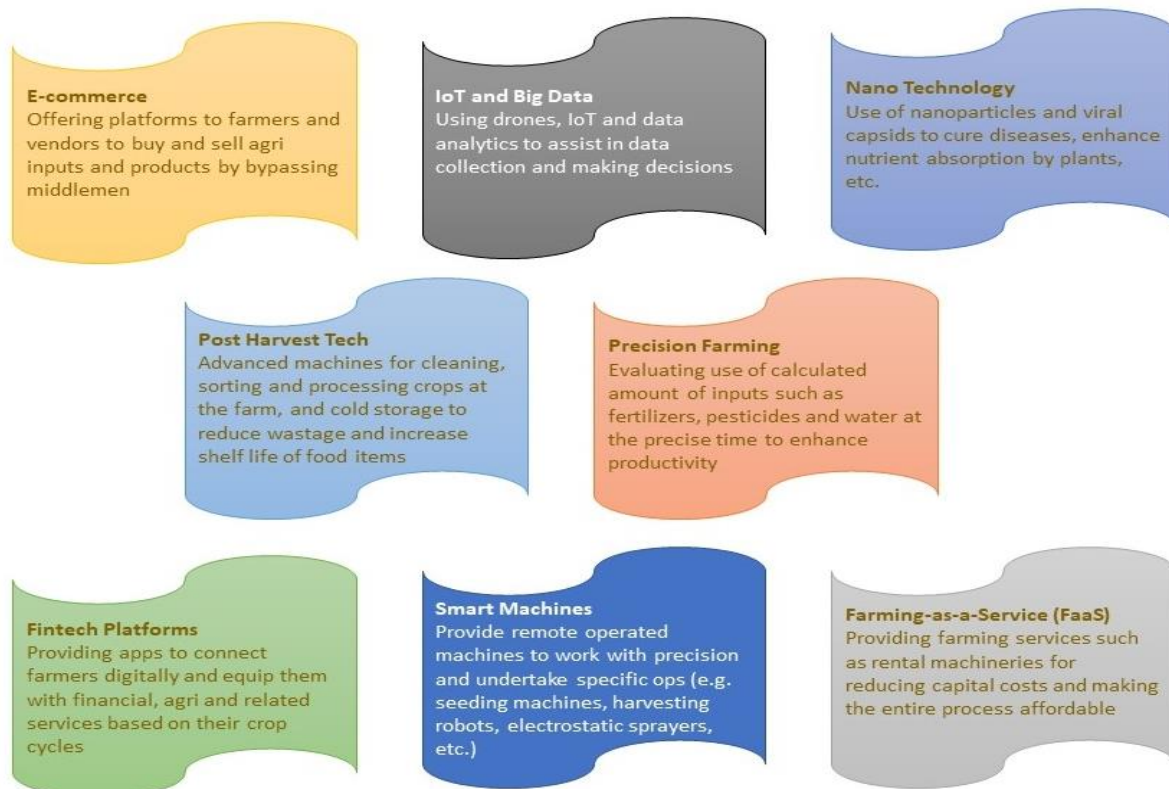 E-commerce
Offering platforms to farmers and
vendors to buy and sell agri
inputs and products by bypassing
middlemen
IoT and Big Data
Using drones, IoT and data
analytics to assist in data
collection and making decisions
Nano Technology
Use of nanoparticles and viral
capsids to cure diseases, enhance
nutrient absorption by plants,
etc.
Post Harvest Tech
Advanced machines for cleaning,
sorting and processing crops at
the farm, and cold storage to
reduce wastage and increase
shelf life of food items
Precision Farming
Evaluating use of calculated
amount of inputs such as
fertilizers, pesticides and water at
the precise time to enhance
productivity
Fintech Platforms
Providing apps to connect
farmers digitally and equip them
with financial, agri and related
services based on their crop
cycles
Smart Machines
Provide remote operated
machines to work with precision
and undertake specific ops (e.g.
seeding machines, harvesting
robots, electrostatic sprayers,
etc.)
Farming-as-a-Service (FaaS)
Providing farming services such
as rental machineries for
reducing capital costs and making
the entire process affordable